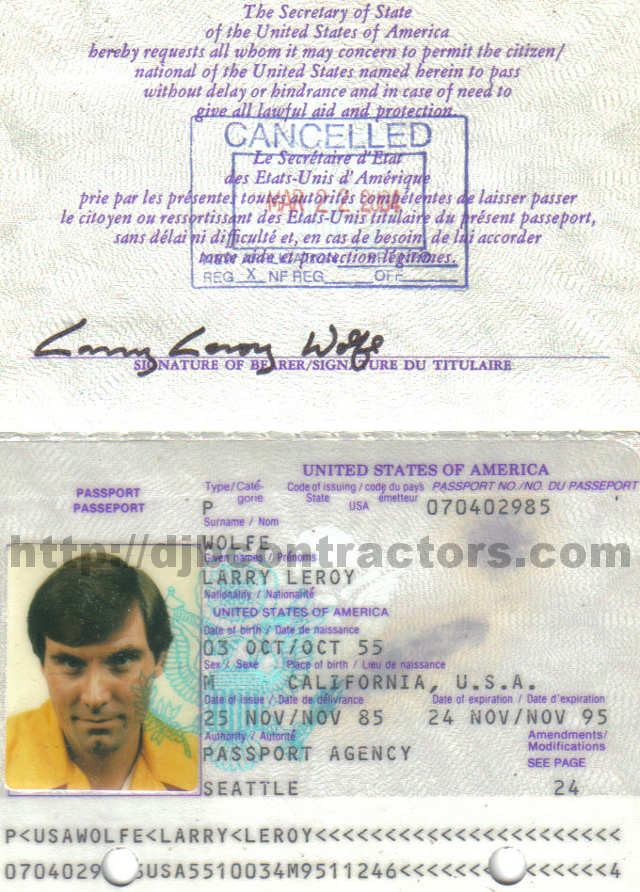 The Secretary of State
of the United States of America
hereby requests all whom it may concern to permit the citizen/
national of the United States named herein to pass
without delay or hindrance and in case of need to
give all lawful aid and protection.
CANCELLED
Le Secrétaire d'Etat
des Etats-Unis d'Amérique
prie par les présentes toutes autorités compétentes de laisser passer
MAR 22
le citoyen ou ressortissant des Etats-Unis titulaire du présent passeport,
sans délai ni difficulté et, en cas de besoin, de lui accorder
toute aide et protection légitimes.
REG X NF REG OFF
Larry Leroy Wolfe
SIGNATURE OF BEARER/SIGNATURE DU TITULAIRE
UNITED STATES OF AMERICA
PASSPORT
PASSEPORT
Type/Caté-
gorie
Code of issuing / code du pays
State émetteur
PASSPORT NO./NO. DU PASSEPORT
P USA 070402985
Surname / Nom
WOLFE
Given names / Prénoms
LARRY LEROY
Nationality / Nationalité
UNITED STATES OF AMERICA
Date of birth / Date de naissance
03 OCT/OCT 55
Sex / Sexe Place of birth / Lieu de naissance
M CALIFORNIA, U.S.A.
Date of issue / Date de délivrance Date of expiration / Date d'expiration
25 NOV/NOV 85 24 NOV/NOV 95
Authority / Autorité Amendments/
Modifications
PASSPORT AGENCY
SEE PAGE
SEATTLE 24
P<USAWOLFE<LARRY<LEROY<<<<<<<<<<<<<<<<<<<<<<
0704029 USA5510034M9511246<<<<<< <<<<<<4